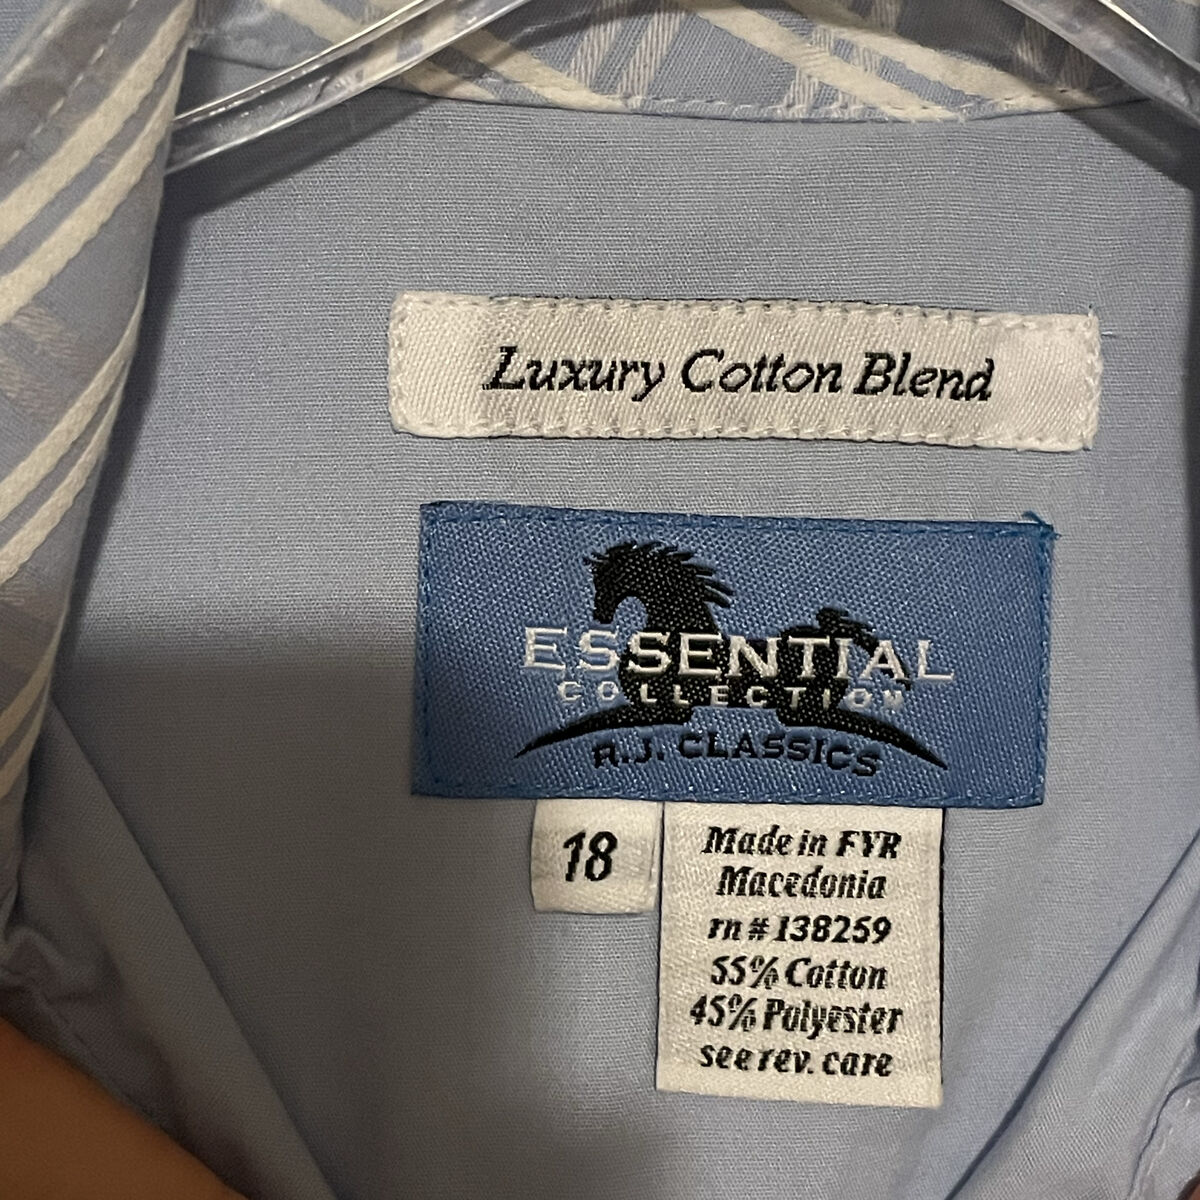 Luxury Cotton Blend
ESSENTIAL
COLLECTION
R.J. CLASSICS
18
Made in FYR
Macedonia
rn # 138259
55% Cotton
45% Polyester
see rev. care